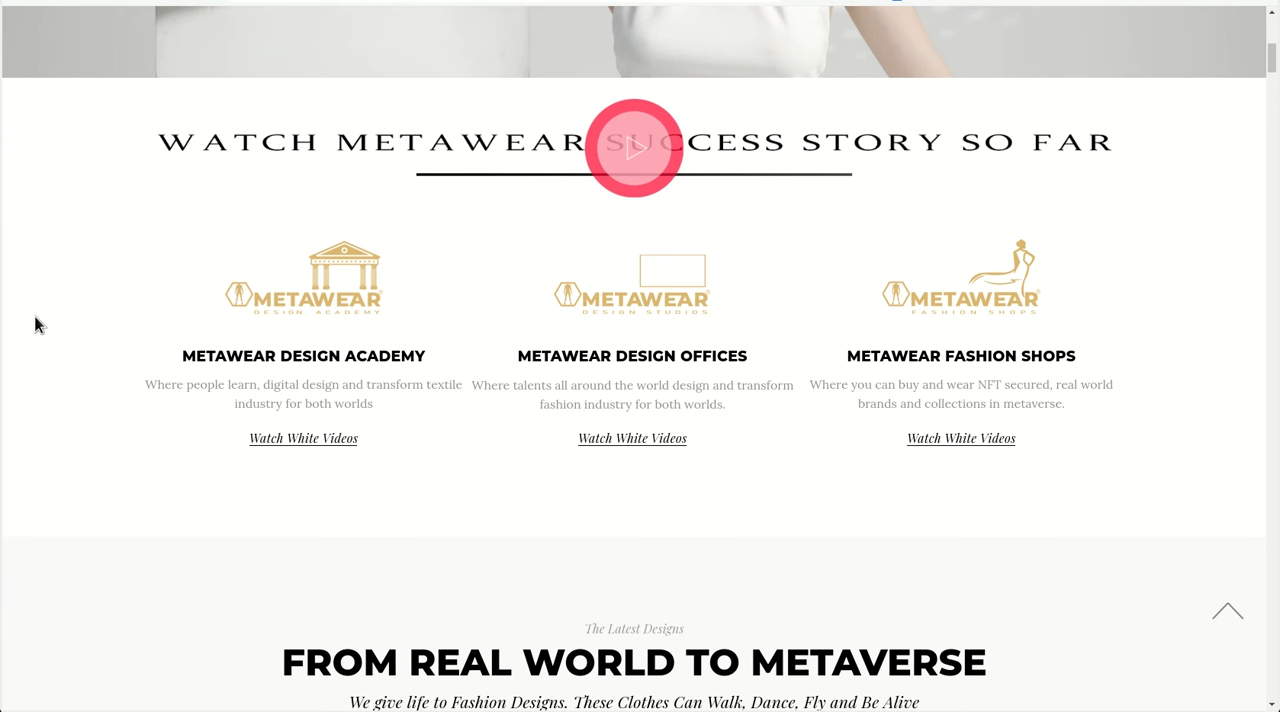 WATCH METAWEAR SUCCESS STORY SO FAR
METAWEAR®
DESIGN ACADEMY
METAWEAR®
DESIGN STUDIOS
METAWEAR®
FASHION SHOPS
METAWEAR DESIGN ACADEMY
Where people learn, digital design and transform textile
industry for both worlds
Watch White Videos
METAWEAR DESIGN OFFICES
Where talents all around the world design and transform
fashion industry for both worlds.
Watch White Videos
METAWEAR FASHION SHOPS
Where you can buy and wear NFT secured, real world
brands and collections in metaverse.
Watch White Videos
The Latest Designs
FROM REAL WORLD TO METAVERSE
We give life to Fashion Designs. These Clothes Can Walk, Dance, Fly and Be Alive